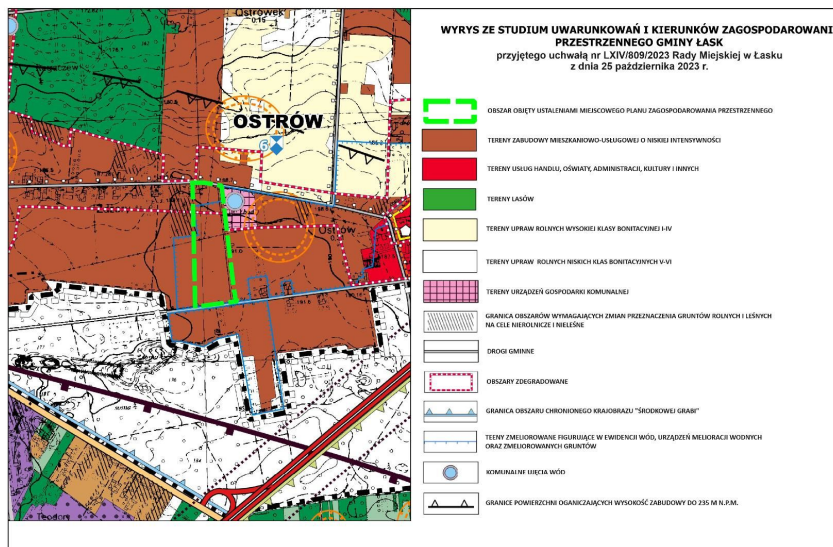 WYRYS ZE STUDIUM UWARUNKOWAŃ I KIERUNKÓW ZAGOSPODAROWANI
PRZESTRZENNEGO GMINY ŁASK
przyjętego uchwałą nr LXIV/809/2023 Rady Miejskiej w Łasku
z dnia 25 października 2023 r.
OBSZAR OBJĘTY USTALENIAMI MIEJSCOWEGO PLANU ZAGOSPODAROWANIA PRZESTRZENNEGO
TERENY ZABUDOWY MIESZKANIOWO-USŁUGOWEJ O NISKIEJ INTENSYWNOŚCI
TERENY USŁUG HANDLU, OŚWIATY, ADMINISTRACJI, KULTURY I INNYCH
TERENY LASÓW
TERENY UPRAW ROLNYCH WYSOKIEJ KLASY BONITACYJNEJ I-IV
TERENY UPRAW ROLNYCH NISKICH KLAS BONITACYJNYCH V-VI
TERENY URZĄDZEŃ GOSPODARKI KOMUNALNEJ
GRANICA OBSZARÓW WYMAGAJĄCYCH ZMIAN PRZEZNACZENIA GRUNTÓW ROLNYCH I LEŚNYCH
NA CELE NIEROLNICZE I NIELEŚNE
DROGI GMINNE
OBSZARY ZDEGRADOWANE
GRANICA OBSZARU CHRONIONEGO KRAJOBRAZU "ŚRODKOWEJ GRABI"
TEENY ZMELIOROWANE FIGURUJĄCE W EWIDENCJI WÓD, URZĄDZEŃ MELIORACJI WODNYCH
ORAZ ZMELIOROWANYCH GRUNTÓW
KOMUNALNE UJĘCIA WÓD
GRANICE POWIERZCHNI OGANICZAJĄCYCH WYSOKOŚĆ ZABUDOWY DO 235 M N.P.M.
Ostrówek
0.15
OSTRÓW
6
Ostrów
Teodory